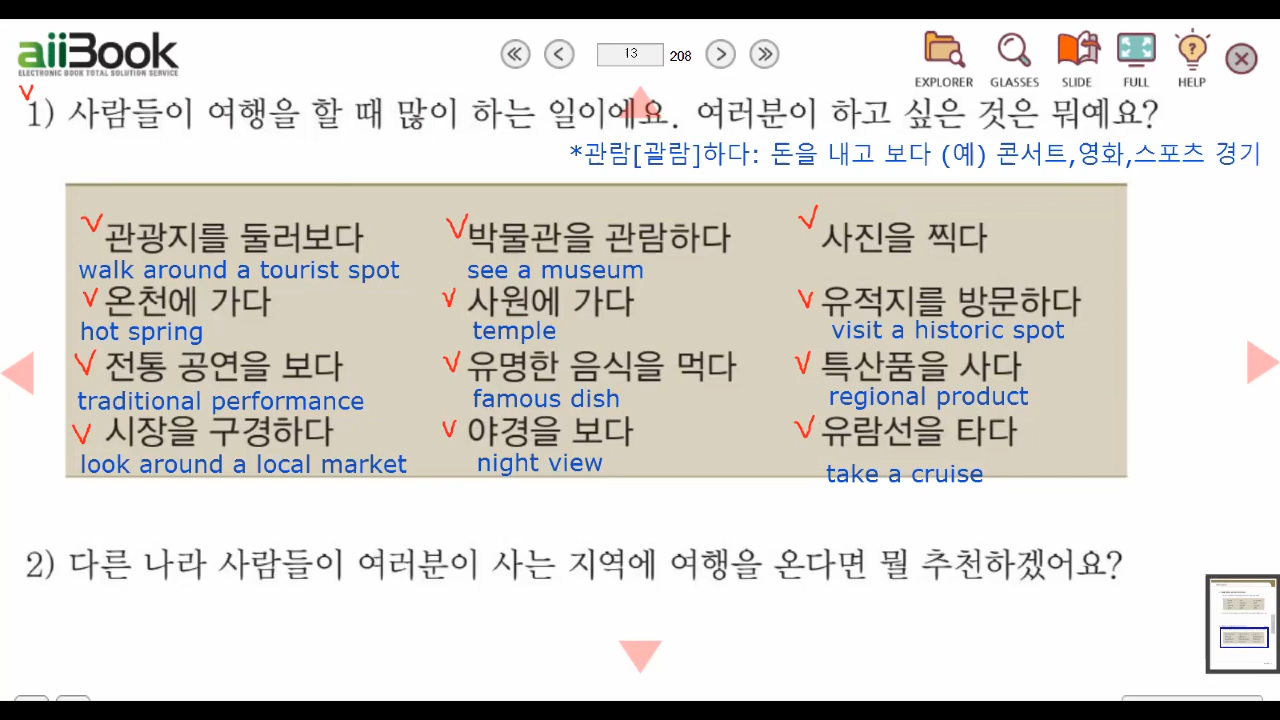 aiiBook
ELECTRONIC BOOK TOTAL SOLUTION SERVICE
13 208
EXPLORER GLASSES SLIDE FULL HELP
1) 사람들이 여행을 할 때 많이 하는 일이에요. 여러분이 하고 싶은 것은 뭐예요?
*관람[괄람]하다: 돈을 내고 보다 (예) 콘서트,영화,스포츠 경기
관광지를 둘러보다 박물관을 관람하다 사진을 찍다
walk around a tourist spot see a museum
온천에 가다 사원에 가다 유적지를 방문하다
hot spring temple visit a historic spot
전통 공연을 보다 유명한 음식을 먹다 특산품을 사다
traditional performance famous dish regional product
시장을 구경하다 야경을 보다 유람선을 타다
look around a local market night view take a cruise
2) 다른 나라 사람들이 여러분이 사는 지역에 여행을 온다면 뭘 추천하겠어요?